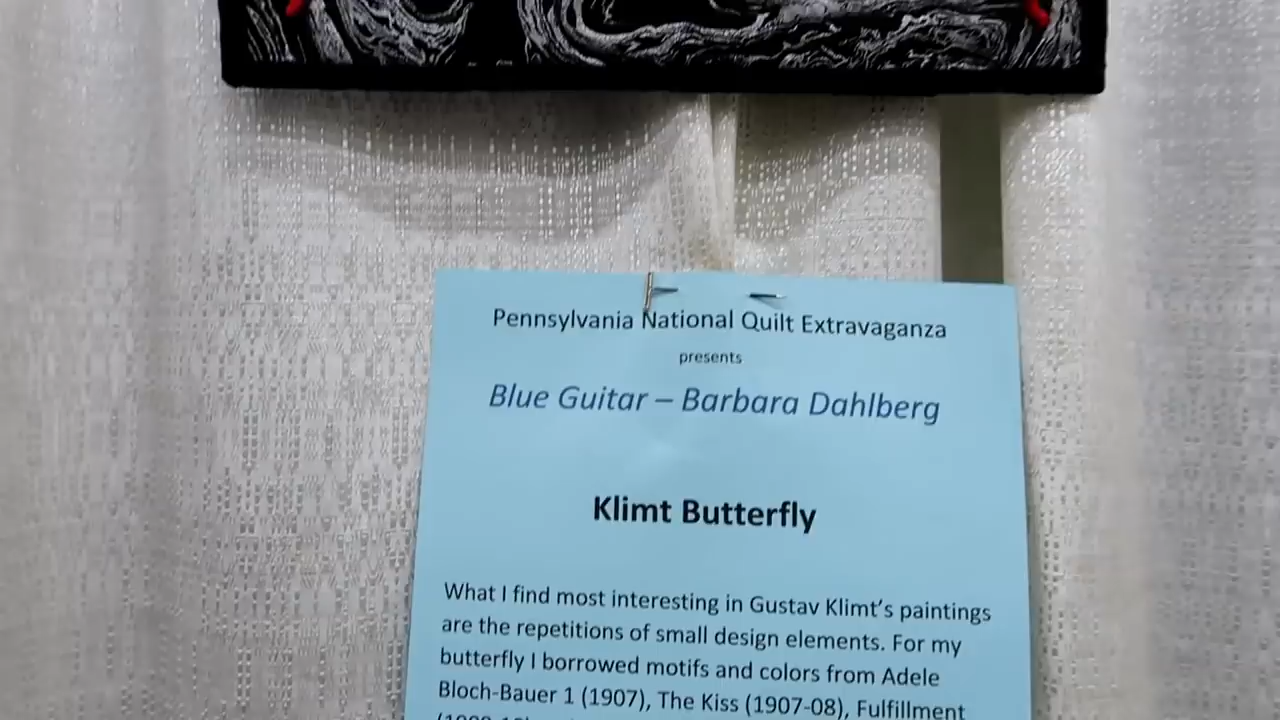 Pennsylvania National Quilt Extravaganza
presents
Blue Guitar – Barbara Dahlberg
Klimt Butterfly
What I find most interesting in Gustav Klimt’s paintings
are the repetitions of small design elements. For my
butterfly I borrowed motifs and colors from Adele
Bloch-Bauer 1 (1907), The Kiss (1907-08), Fulfillment